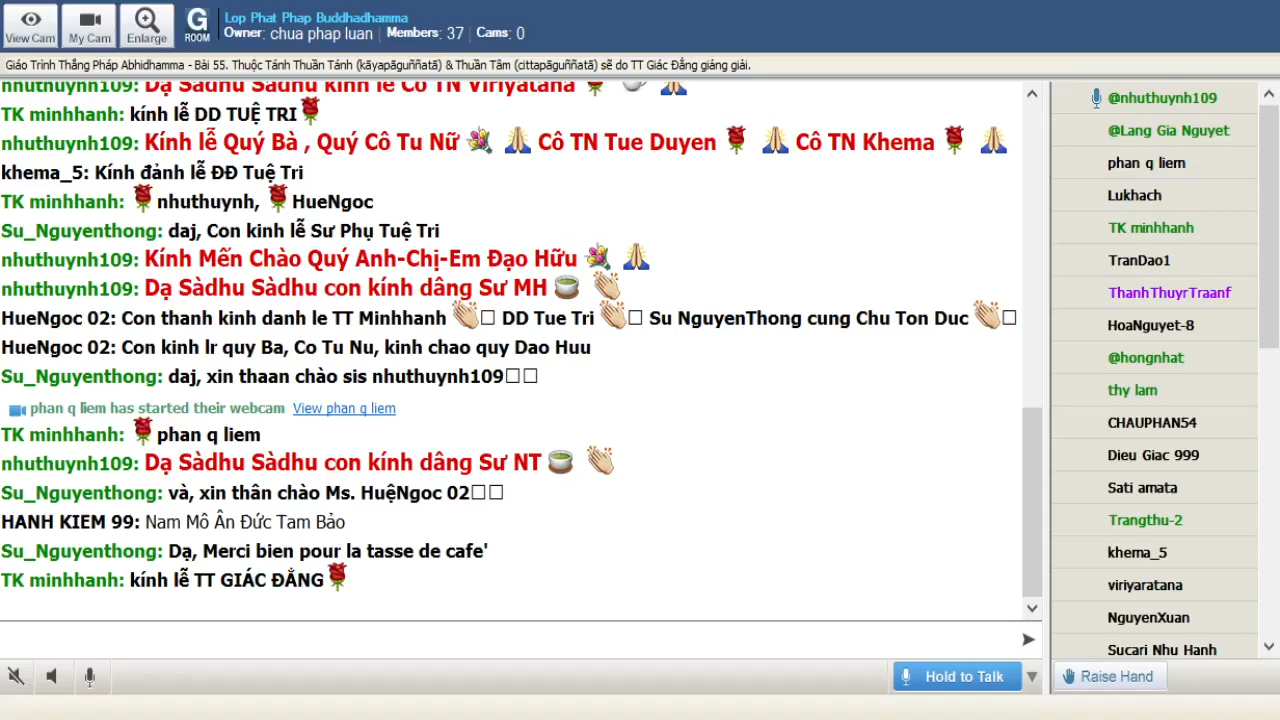 View Cam
My Cam
Enlarge
G
ROOM
Lop Phat Phap Buddhadhamma
Owner: chua phap luan Members: 37 Cams: 0
Giáo Trình Thắng Pháp Abhidhamma - Bài 55. Thuộc Tánh Thuần Tánh (kāyapāguññatā) & Thuần Tâm (cittapāguññatā) sẽ do TT Giác Đẳng giảng giải.
nhuthuynh109: Dạ Sàdhu Sàdhu kính lễ Cô TN Viriyatana
TK minhhanh: kính lễ DD TUỆ TRI
nhuthuynh109: Kính lễ Quý Bà , Quý Cô Tu Nữ Cô TN Tue Duyen Cô TN Khema
khema_5: Kính đảnh lễ ĐĐ Tuệ Tri
TK minhhanh: nhuthuynh, HueNgoc
Su_Nguyenthong: daj, Con kinh lễ Sư Phụ Tuệ Tri
nhuthuynh109: Kính Mến Chào Quý Anh-Chị-Em Đạo Hữu
nhuthuynh109: Dạ Sàdhu Sàdhu con kính dâng Sư MH
HueNgoc 02: Con thanh kinh danh le TT Minhhanh DD Tue Tri Su NguyenThong cung Chu Ton Duc
HueNgoc 02: Con kinh lr quy Ba, Co Tu Nu, kinh chao quy Dao Huu
Su_Nguyenthong: daj, xin thaan chào sis nhuthuynh109
phan q liem has started their webcam View phan q liem
TK minhhanh: phan q liem
nhuthuynh109: Dạ Sàdhu Sàdhu con kính dâng Sư NT
Su_Nguyenthong: và, xin thân chào Ms. HuệNgoc 02
HANH KIEM 99: Nam Mô Ân Đức Tam Bảo
Su_Nguyenthong: Dạ, Merci bien pour la tasse de cafe'
TK minhhanh: kính lễ TT GIÁC ĐẲNG
Hold to Talk
@nhuthuynh109
@Lang Gia Nguyet
phan q liem
Lukhach
TK minhhanh
TranDao1
ThanhThuyrTraanf
HoaNguyet-8
@hongnhat
thy lam
CHAUPHAN54
Dieu Giac 999
Sati amata
Trangthu-2
khema_5
viriyaratana
NguyenXuan
Sucari Nhu Hanh
Raise Hand